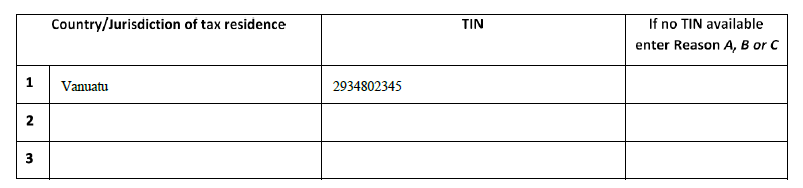 Country/Jurisdiction of tax residence TIN If no TIN available
enter Reason A, B or C
1 Vanuatu 2934802345
2
3